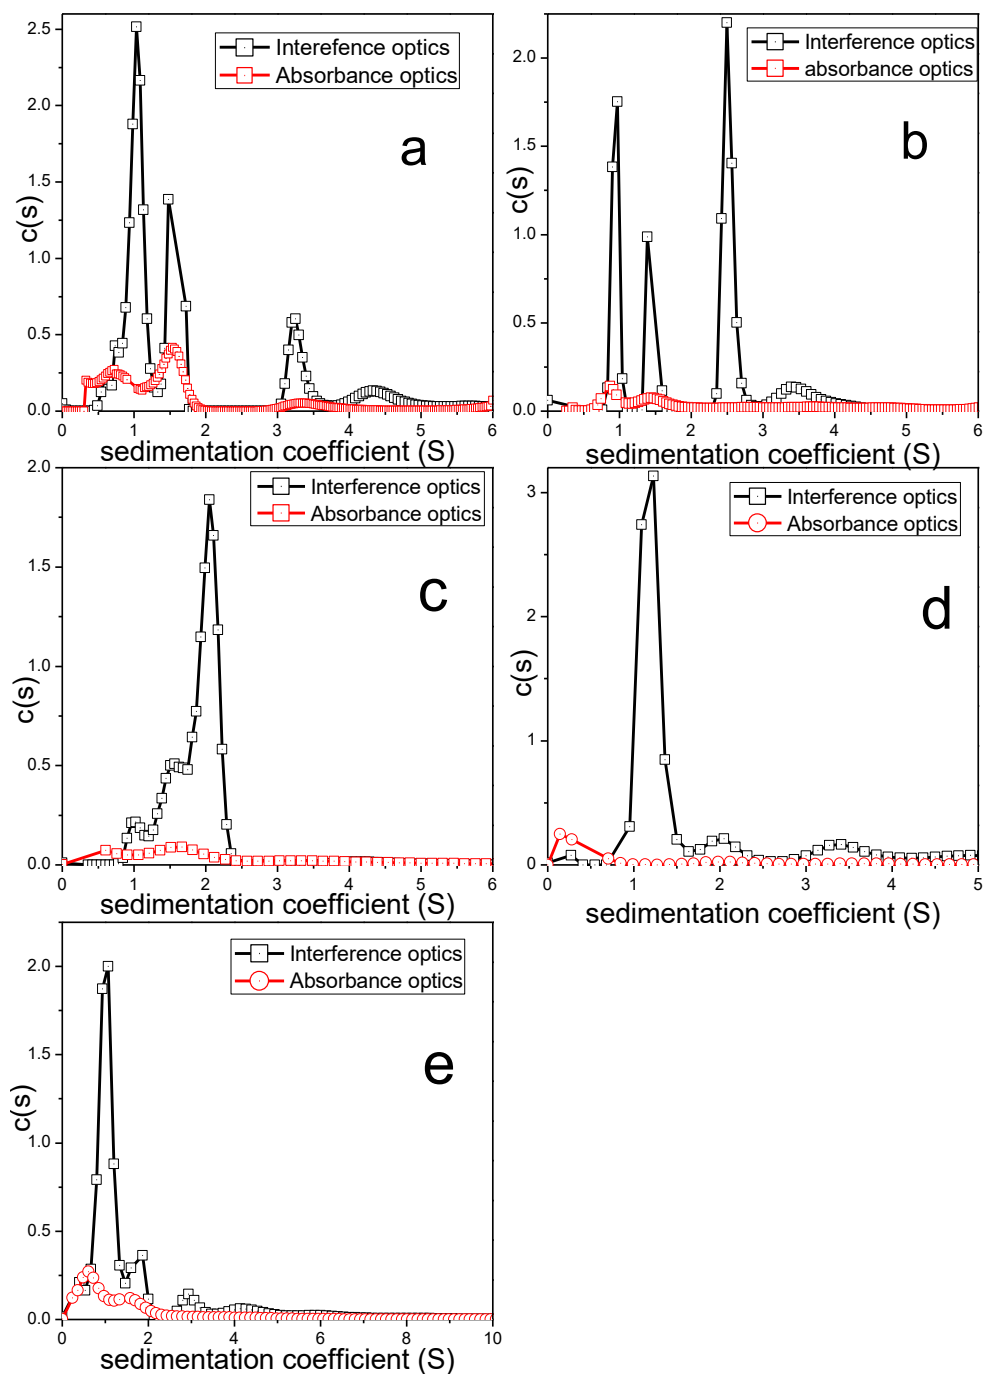 Interefence optics
Absorbance optics
a
c(s)
2.5
2.0
1.5
1.0
0.5
0.0
0 1 2 3 4 5 6
sedimentation coefficient (S)
Interference optics
absorbance optics
b
c(s)
2.0
1.5
1.0
0.5
0.0
0 1 2 3 4 5 6
sedimentation coefficient (S)
Interference optics
Absorbance optics
c
c(s)
2.0
1.5
1.0
0.5
0.0
0 1 2 3 4 5 6
sedimentation coefficient (S)
Interference optics
Absorbance optics
d
c(s)
3
2
1
0
0 1 2 3 4 5
sedimentation coefficient (S)
Interference optics
Absorbance optics
e
c(s)
2.0
1.5
1.0
0.5
0.0
0 2 4 6 8 10
sedimentation coefficient (S)